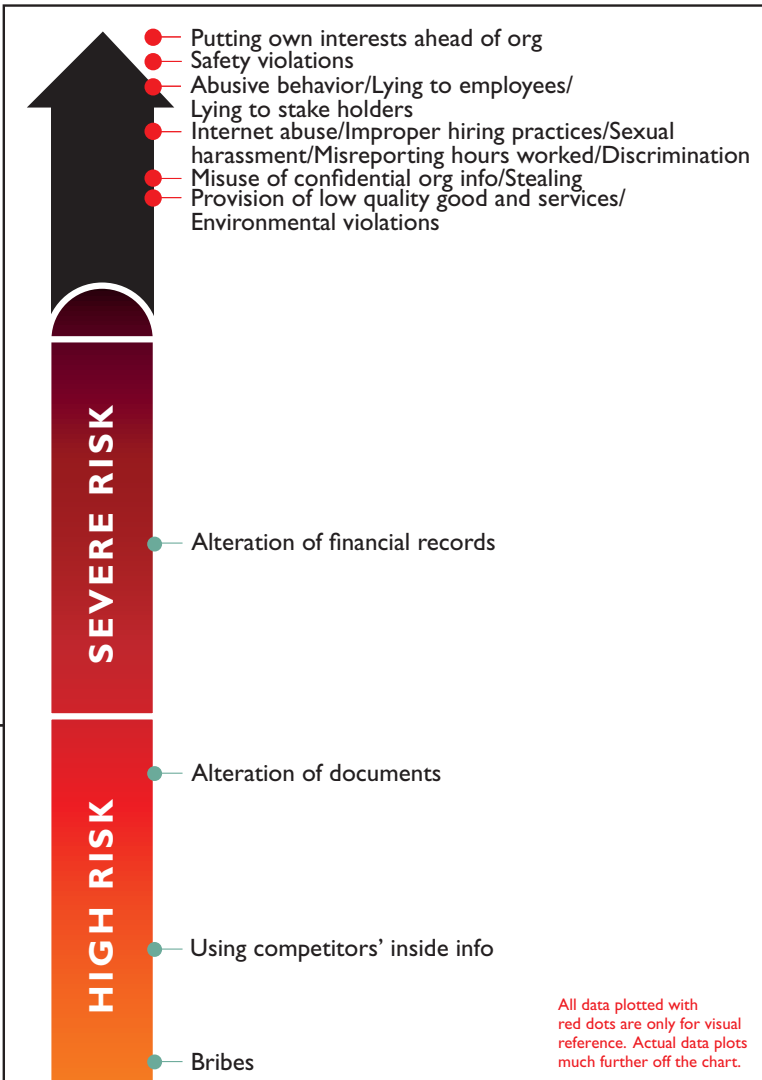 Putting own interests ahead of org
Safety violations
Abusive behavior/Lying to employees/
Lying to stake holders
Internet abuse/Improper hiring practices/Sexual
harassment/Misreporting hours worked/Discrimination
Misuse of confidential org info/Stealing
Provision of low quality good and services/
Environmental violations
SEVERE RISK
Alteration of financial records
HIGH RISK
Alteration of documents
Using competitors’ inside info
Bribes
All data plotted with
red dots are only for visual
reference. Actual data plots
much further off the chart.